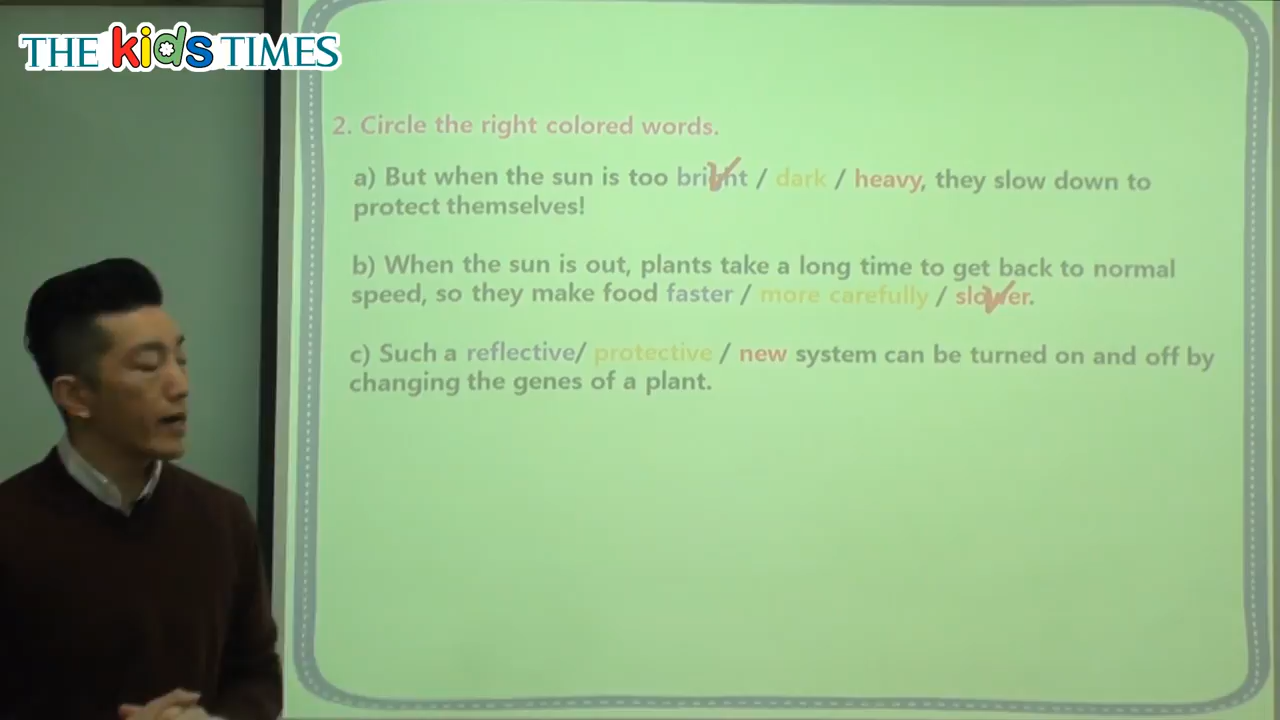 THE kids TIMES
2. Circle the right colored words.
a) But when the sun is too bright / dark / heavy, they slow down to
protect themselves!
b) When the sun is out, plants take a long time to get back to normal
speed, so they make food faster / more carefully / slower.
c) Such a reflective/ protective / new system can be turned on and off by
changing the genes of a plant.